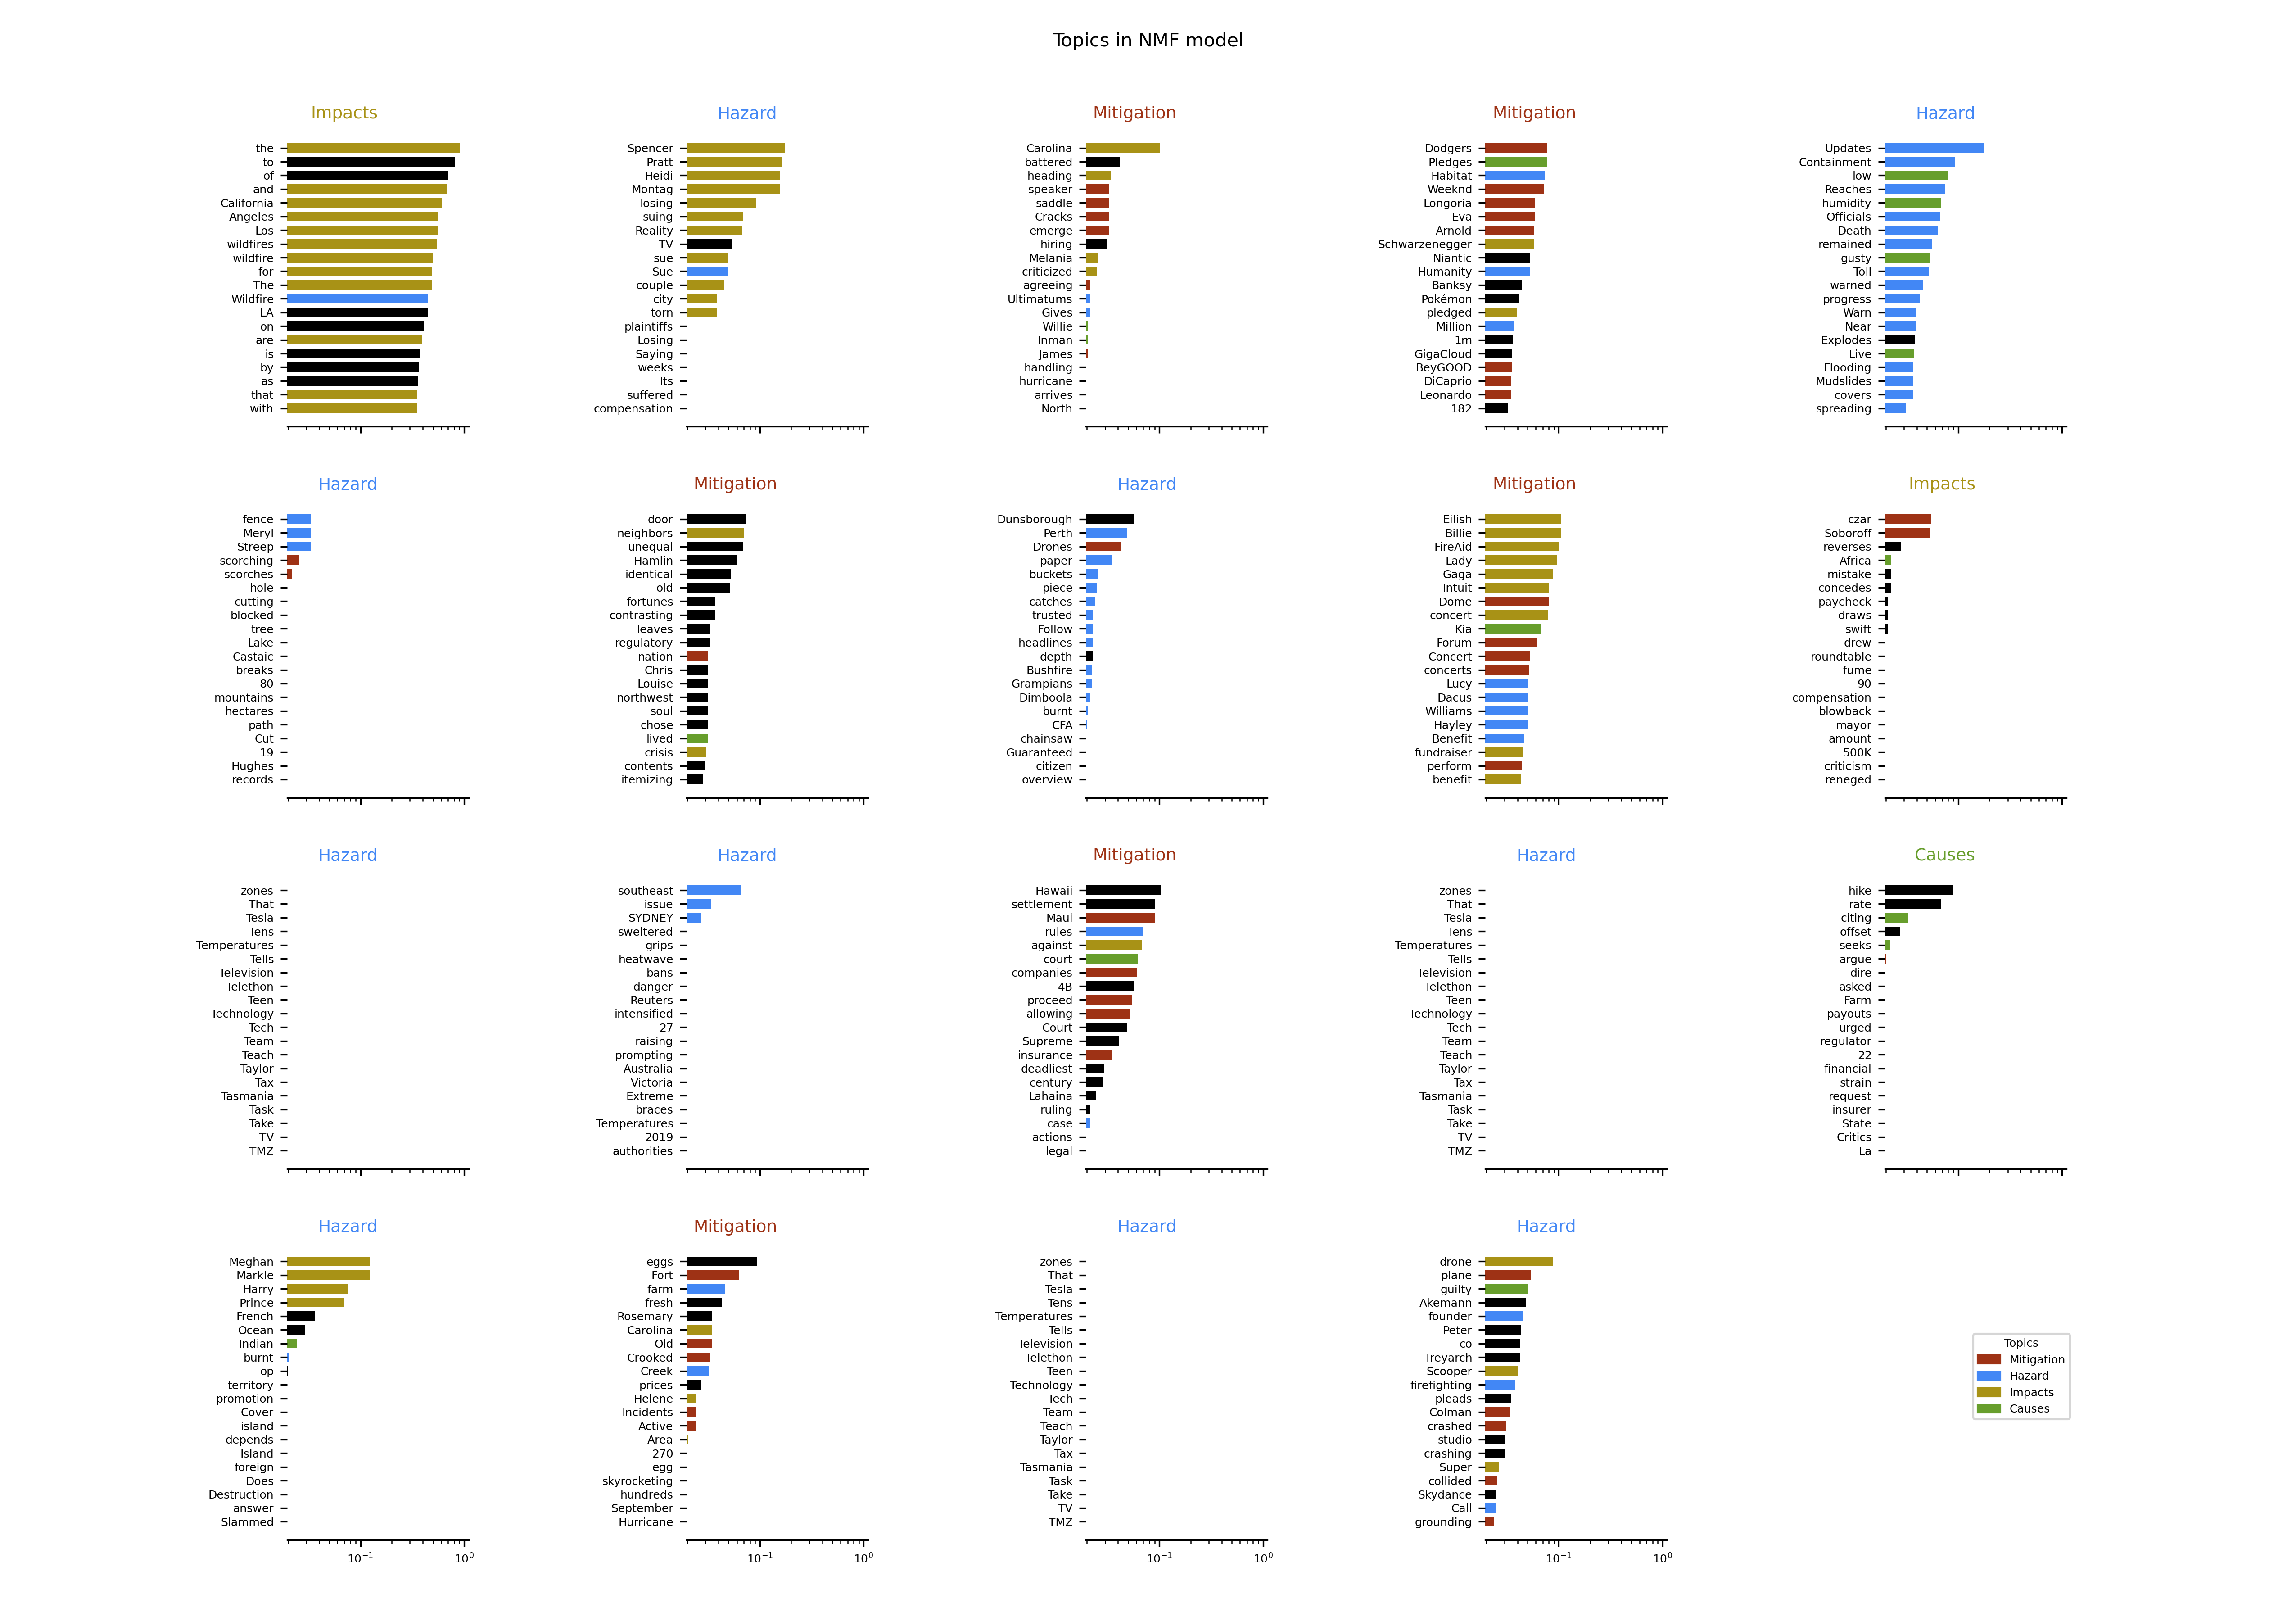 Topics in NMF model
Impacts
the
to
of
and
California
Angeles
Los
wildfires
wildfire
for
The
Wildfire
LA
on
are
is
by
as
that
with
Hazard
Spencer
Pratt
Heidi
Montag
losing
suing
Reality
TV
sue
Sue
couple
city
torn
plaintiffs
Losing
Saying
weeks
Its
suffered
compensation
Mitigation
Carolina
battered
heading
speaker
saddle
Cracks
emerge
hiring
Melania
criticized
agreeing
Ultimatums
Gives
Willie
Inman
James
handling
hurricane
arrives
North
Mitigation
Dodgers
Pledges
Habitat
Weeknd
Longoria
Eva
Arnold
Schwarzenegger
Niantic
Humanity
Banksy
Pokémon
pledged
Million
1m
GigaCloud
BeyGOOD
DiCaprio
Leonardo
182
Hazard
Updates
Containment
low
Reaches
humidity
Officials
Death
remained
gusty
Toll
warned
progress
Warn
Near
Explodes
Live
Flooding
Mudslides
covers
spreading
Hazard
fence
Meryl
Streep
scorching
scorches
hole
cutting
blocked
tree
Lake
Castaic
breaks
80
mountains
hectares
path
Cut
19
Hughes
records
Mitigation
door
neighbors
unequal
Hamlin
identical
old
fortunes
contrasting
leaves
regulatory
nation
Chris
Louise
northwest
soul
chose
lived
crisis
contents
itemizing
Hazard
Dunsborough
Perth
Drones
paper
buckets
piece
catches
trusted
Follow
headlines
depth
Bushfire
Grampians
Dimboola
burnt
CFA
chainsaw
Guaranteed
citizen
overview
Mitigation
Eilish
Billie
FireAid
Lady
Gaga
Intuit
Dome
concert
Kia
Forum
Concert
concerts
Lucy
Dacus
Williams
Hayley
Benefit
fundraiser
perform
benefit
Impacts
czar
Soboroff
reverses
Africa
mistake
concedes
paycheck
draws
swift
drew
roundtable
fume
90
compensation
blowback
mayor
amount
500K
criticism
reneged
Hazard
zones
That
Tesla
Tens
Temperatures
Tells
Television
Telethon
Teen
Technology
Tech
Team
Teach
Taylor
Tax
Tasmania
Task
Take
TV
TMZ
Hazard
southeast
issue
SYDNEY
sweltered
grips
heatwave
bans
danger
Reuters
intensified
27
raising
prompting
Australia
Victoria
Extreme
braces
Temperatures
2019
authorities
Mitigation
Hawaii
settlement
Maui
rules
against
court
companies
4B
proceed
allowing
Court
Supreme
insurance
deadliest
century
Lahaina
ruling
case
actions
legal
Hazard
zones
That
Tesla
Tens
Temperatures
Tells
Television
Telethon
Teen
Technology
Tech
Team
Teach
Taylor
Tax
Tasmania
Task
Take
TV
TMZ
Causes
hike
rate
citing
offset
seeks
argue
dire
asked
Farm
payouts
urged
regulator
22
financial
strain
request
insurer
State
Critics
La
Hazard
Meghan
Markle
Harry
Prince
French
Ocean
Indian
burnt
op
territory
promotion
Cover
island
depends
Island
foreign
Does
Destruction
answer
Slammed
10⁻¹ 10⁰
Mitigation
eggs
Fort
farm
fresh
Rosemary
Carolina
Old
Crooked
Creek
prices
Helene
Incidents
Active
Area
270
egg
skyrocketing
hundreds
September
Hurricane
10⁻¹ 10⁰
Hazard
zones
That
Tesla
Tens
Temperatures
Tells
Television
Telethon
Teen
Technology
Tech
Team
Teach
Taylor
Tax
Tasmania
Task
Take
TV
TMZ
10⁻¹ 10⁰
Hazard
drone
plane
guilty
Akemann
founder
Peter
co
Treyarch
Scooper
firefighting
pleads
Colman
crashed
studio
crashing
Super
collided
Skydance
Call
grounding
10⁻¹ 10⁰
Topics
Mitigation
Hazard
Impacts
Causes